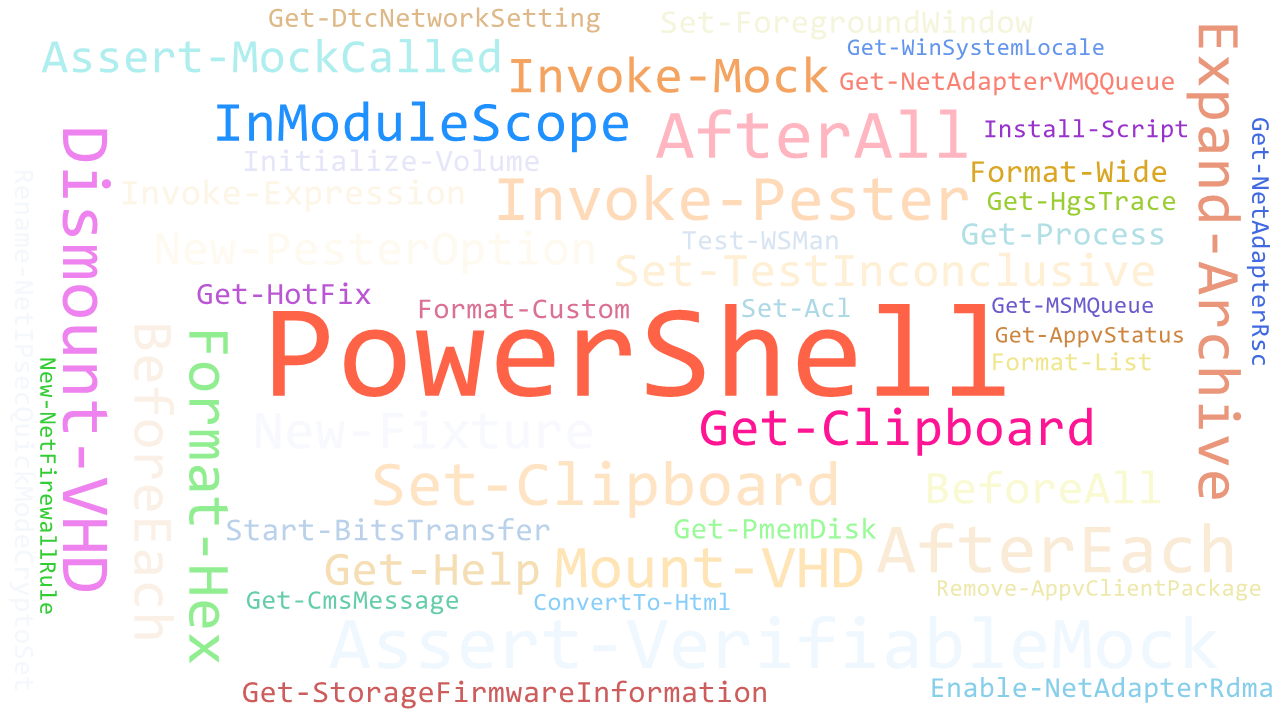 Get-DtcNetworkSetting
Set-ForegroundWindow
Assert-MockCalled
Get-WinSystemLocale
Invoke-Mock
Get-NetAdapterVMQQueue
Expand-Archive
InModuleScope
AfterAll
Install-Script
Get-NetAdapterRsc
Dismount-VHD
Initialize-Volume
Format-Wide
Rename-NetIPsecQuickModeCryptoSet
Invoke-Expression
Invoke-Pester
Get-HgsTrace
New-PesterOption
Test-WSMan
Get-Process
Set-TestInconclusive
Get-HotFix
Format-Custom
Set-Acl
Get-MSMQueue
PowerShell
Get-AppvStatus
Format-List
BeforeEach
Format-Hex
New-NetFirewallRule
New-Fixture
Get-Clipboard
Set-Clipboard
BeforeAll
Start-BitsTransfer
Get-PmemDisk
AfterEach
Get-Help
Mount-VHD
Remove-AppvClientPackage
Get-CmsMessage
ConvertTo-Html
Assert-VerifiableMock
Get-StorageFirmwareInformation
Enable-NetAdapterRdma